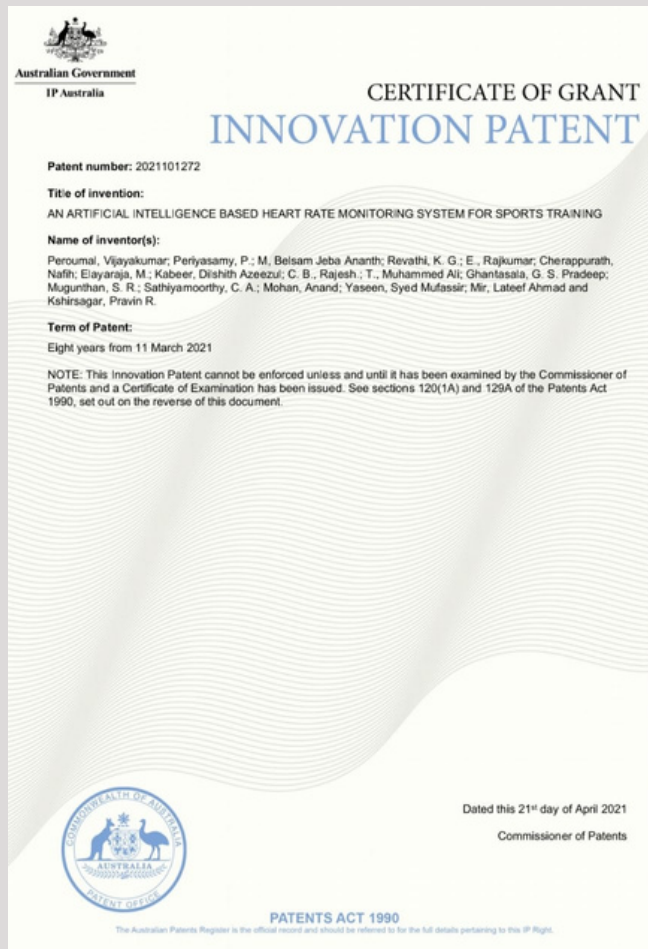 Australian Government
IP Australia
CERTIFICATE OF GRANT
INNOVATION PATENT
Patent number: 2021101272
Title of invention:
AN ARTIFICIAL INTELLIGENCE BASED HEART RATE MONITORING SYSTEM FOR SPORTS TRAINING
Name of inventor(s):
Peroumal, Vijayakumar; Periyasamy, P.; M, Belsam Jeba Ananth; Revathi, K. G.; E., Rajkumar; Cherappurath,
Nafih; Elayaraja, M.; Kabeer, Dilshith Azeezul; C. B., Rajesh.; T., Muhammed Ali; Ghantasala, G. S. Pradeep;
Mugunthan, S. R.; Sathiyamoorthy, C. A.; Mohan, Anand; Yaseen, Syed Mufassir; Mir, Lateef Ahmad and
Kshirsagar, Pravin R.
Term of Patent:
Eight years from 11 March 2021
NOTE: This Innovation Patent cannot be enforced unless and until it has been examined by the Commissioner of
Patents and a Certificate of Examination has been issued. See sections 120(1A) and 129A of the Patents Act
1990, set out on the reverse of this document.
Dated this 21st day of April 2021
Commissioner of Patents
COMMONWEALTH OF AUSTRALIA
AUSTRALIA
PATENT OFFICE
PATENTS ACT 1990
The Australian Patents Register is the official record and should be referred to for the full details pertaining to this IP Right.